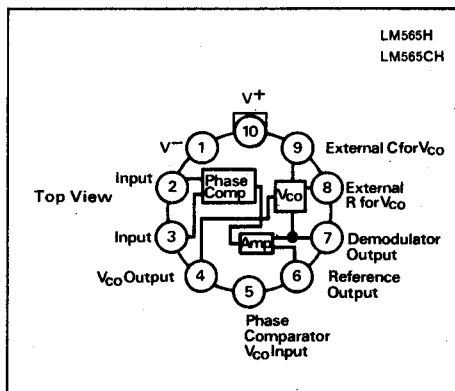 LM565H
LM565CH
V+
10
V− 1
9 External C for VCO
Top View
Input 2
Phase Comp
VCO
8 External R for VCO
Input 3
Amp
7 Demodulator Output
VCO Output 4
6 Reference Output
5
Phase
Comparator
VCO Input